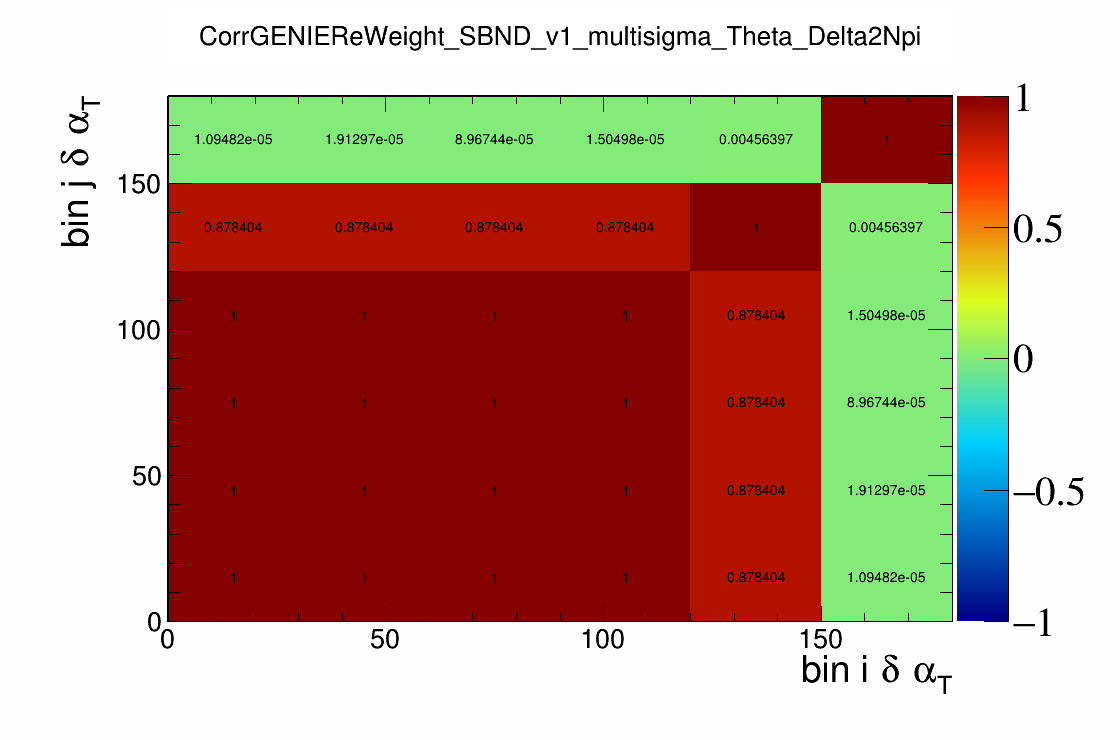 CorrGENIEReWeight_SBND_v1_multisigma_Theta_Delta2Npi
bin j δ α_T
1.09482e-05 1.91297e-05 8.96744e-05 1.50498e-05 0.00456397 1
0.878404 0.878404 0.878404 0.878404 1 0.00456397
1 1 1 1 0.878404 1.50498e-05
1 1 1 1 0.878404 8.96744e-05
1 1 1 1 0.878404 1.91297e-05
1 1 1 1 0.878404 1.09482e-05
150
100
50
0
0 50 100 150
bin i δ α_T
1
0.5
0
−0.5
−1